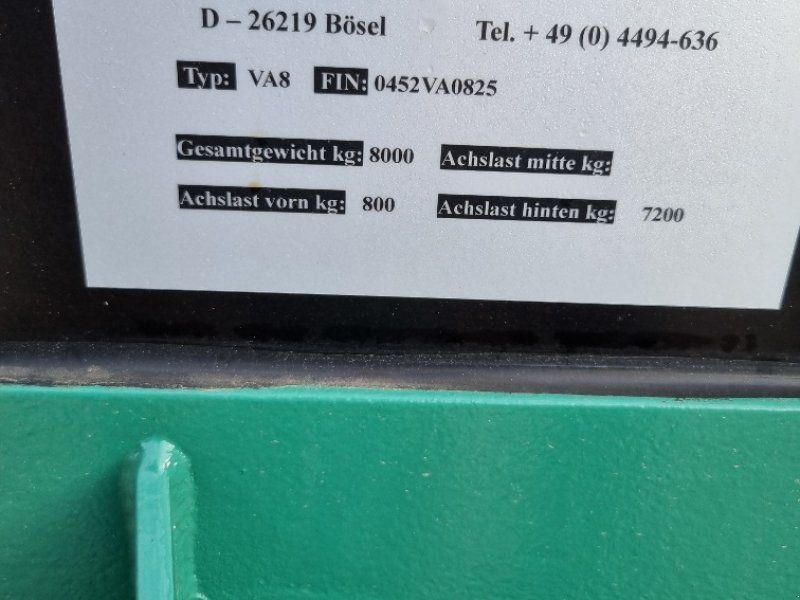 D – 26219 Bösel Tel. + 49 (0) 4494-636
Typ: VA8 FIN: 0452VA0825
Gesamtgewicht kg: 8000 Achslast mitte kg:
Achslast vorn kg: 800 Achslast hinten kg: 7200